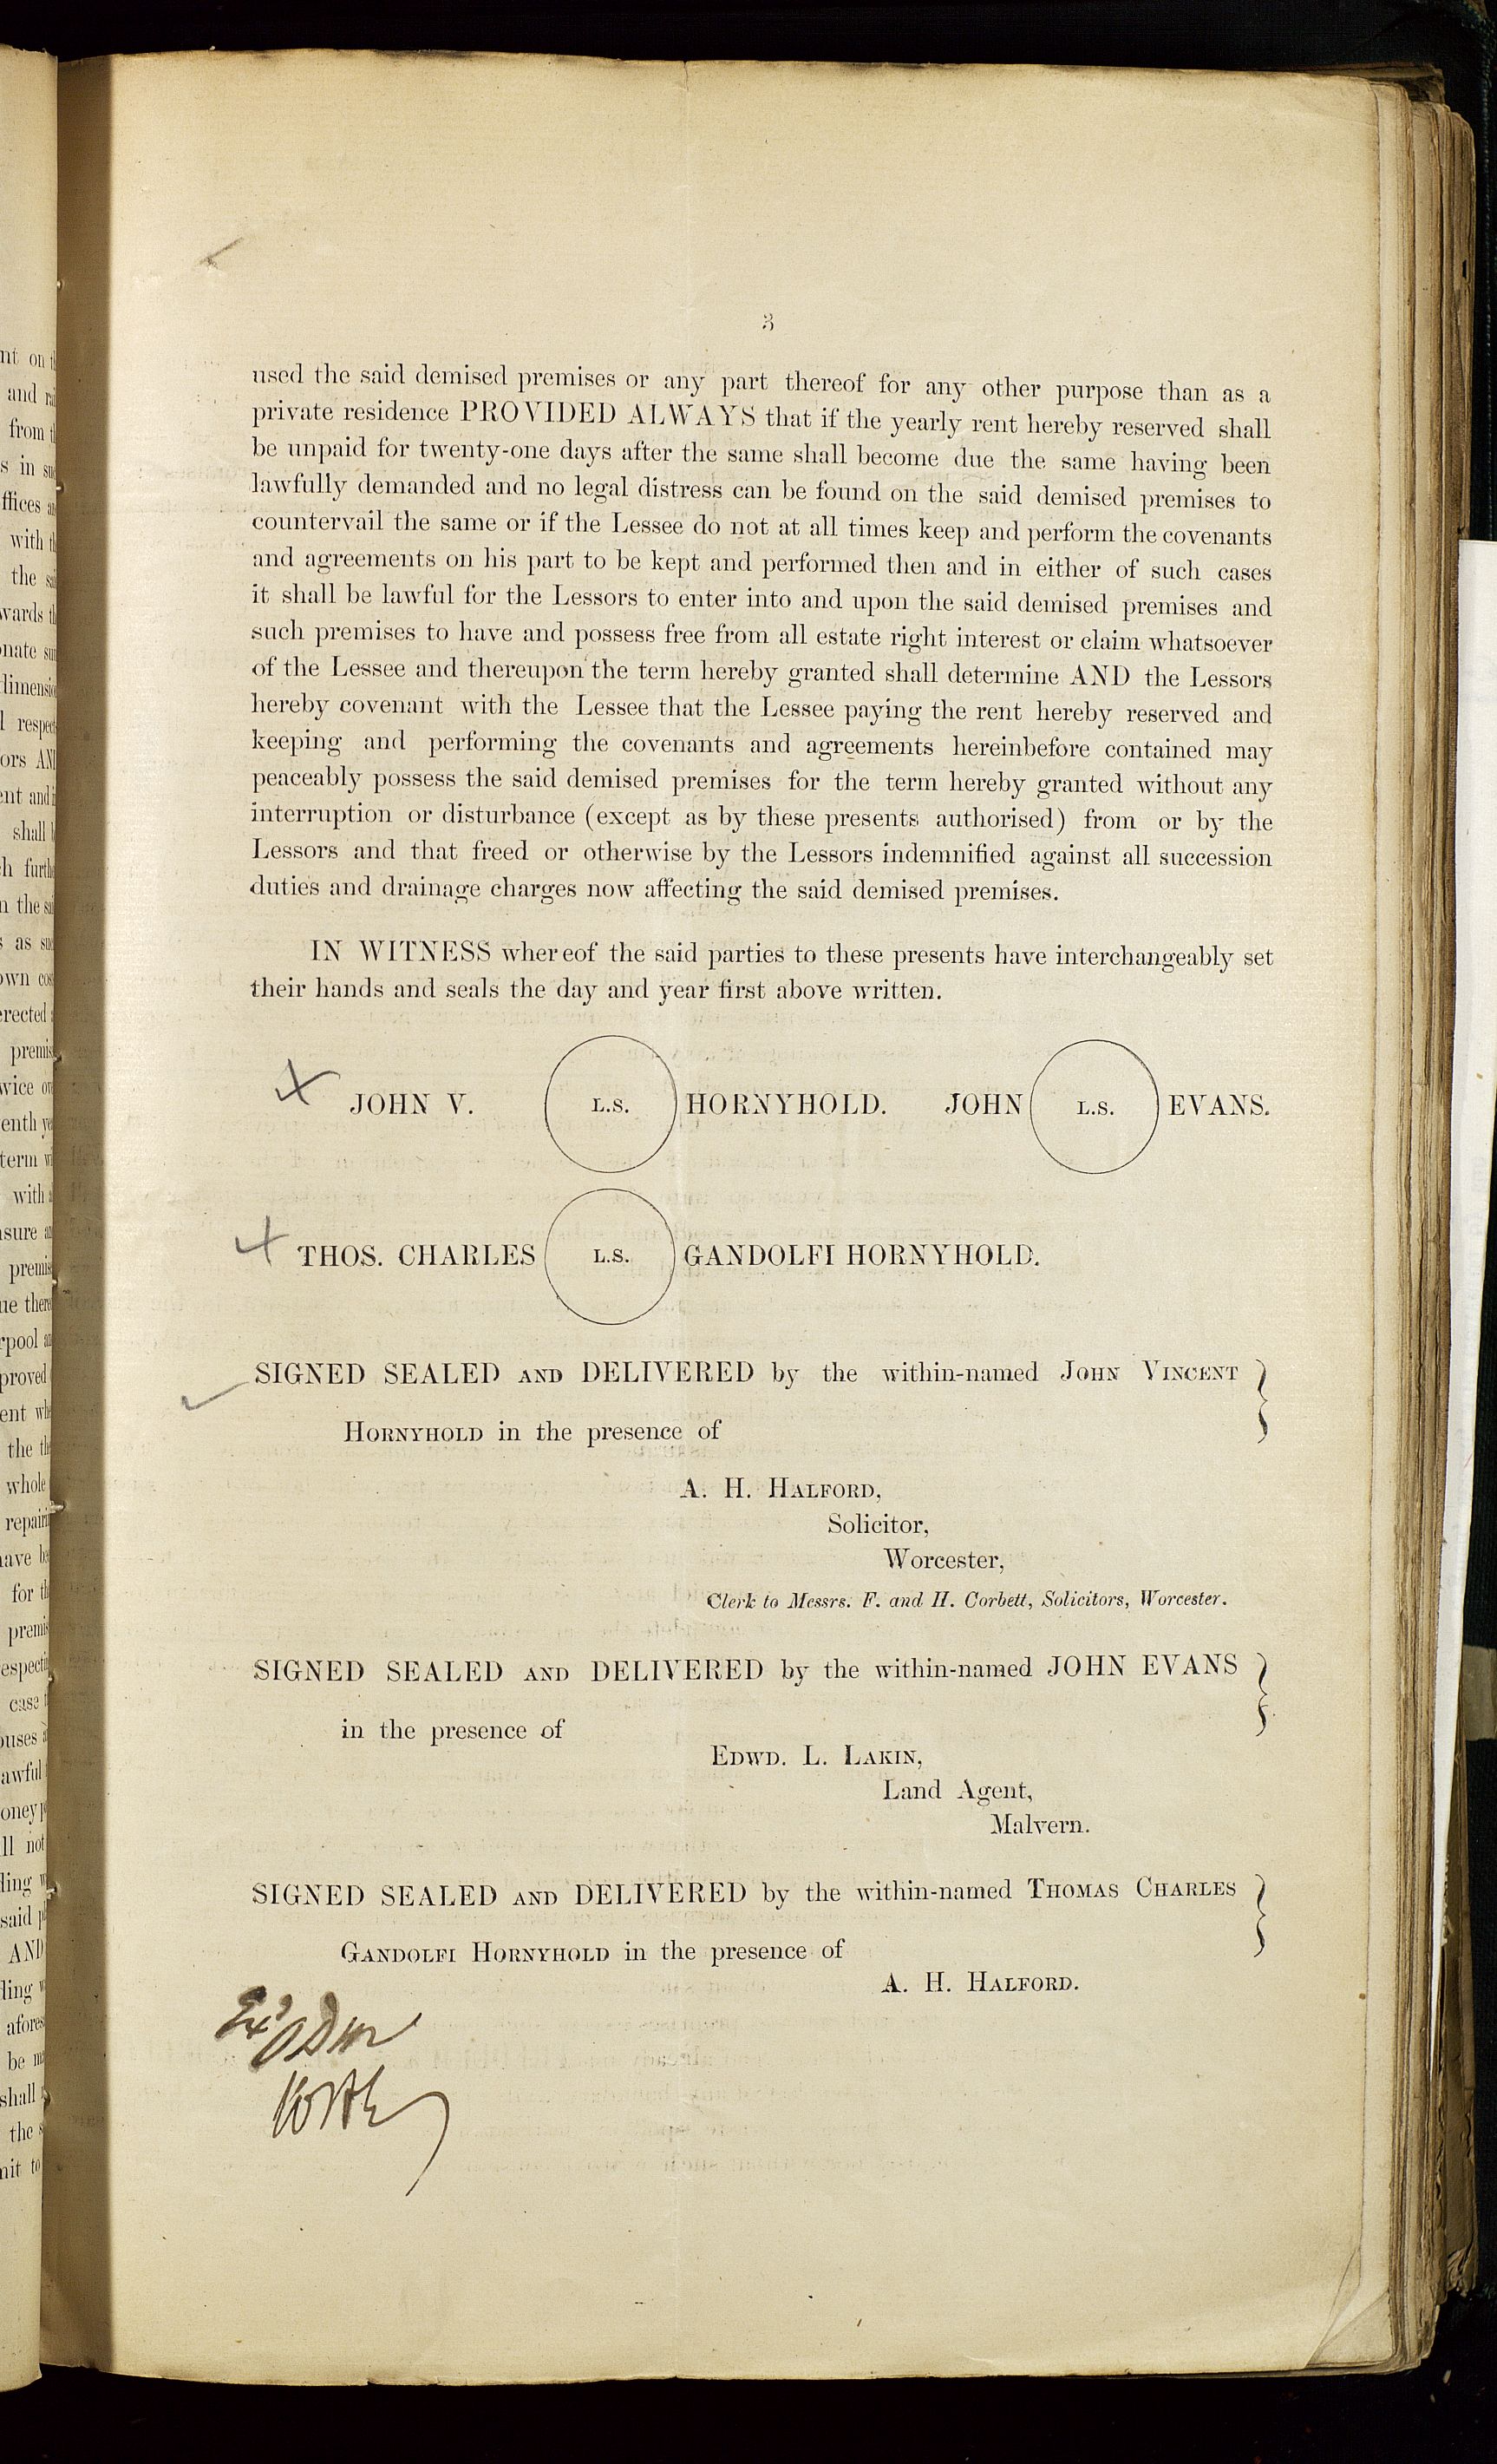 3
used the said demised premises or any part thereof for any other purpose than as a
private residence PROVIDED ALWAYS that if the yearly rent hereby reserved shall
be unpaid for twenty-one days after the same shall become due the same having been
lawfully demanded and no legal distress can be found on the said demised premises to
countervail the same or if the Lessee do not at all times keep and perform the covenants
and agreements on his part to be kept and performed then and in either of such cases
it shall be lawful for the Lessors to enter into and upon the said demised premises and
such premises to have and possess free from all estate right interest or claim whatsoever
of the Lessee and thereupon the term hereby granted shall determine AND the Lessors
hereby covenant with the Lessee that the Lessee paying the rent hereby reserved and
keeping and performing the covenants and agreements hereinbefore contained may
peaceably possess the said demised premises for the term hereby granted without any
interruption or disturbance (except as by these presents authorised) from or by the
Lessors and that freed or otherwise by the Lessors indemnified against all succession
duties and drainage charges now affecting the said demised premises.
IN WITNESS whereof the said parties to these presents have interchangeably set
their hands and seals the day and year first above written.
JOHN V. L.S. HORNYHOLD. JOHN L.S. EVANS.
THOS. CHARLES L.S. GANDOLFI HORNYHOLD.
SIGNED SEALED AND DELIVERED by the within-named JOHN VINCENT
HORNYHOLD in the presence of
A. H. HALFORD,
Solicitor,
Worcester,
Clerk to Messrs. F. and H. Corbett, Solicitors, Worcester.
SIGNED SEALED AND DELIVERED by the within-named JOHN EVANS
in the presence of
EDWD. L. LAKIN,
Land Agent,
Malvern.
SIGNED SEALED AND DELIVERED by the within-named THOMAS CHARLES
GANDOLFI HORNYHOLD in the presence of
A. H. HALFORD.